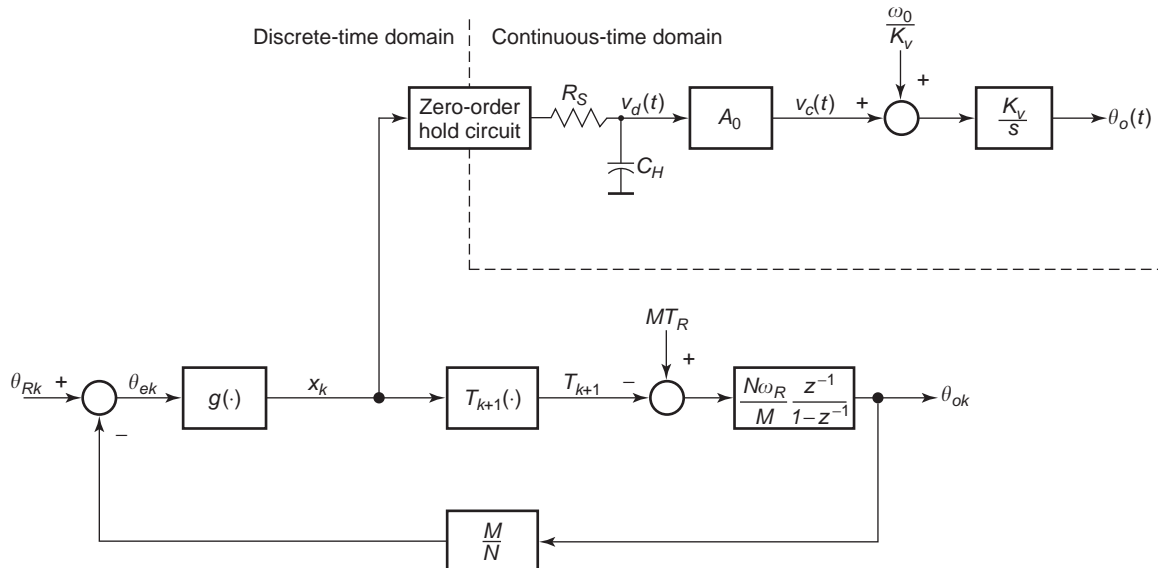 Discrete-time domain
Continuous-time domain
ω0
Kv
+
Zero-order
hold circuit
RS
vd(t)
CH
A0
vc(t)
+
Kv
s
θo(t)
MTR
+
θRk
+
−
θek
g(·)
xk
Tk+1(·)
Tk+1
−
NωR z−1
M 1−z−1
θok
M
N